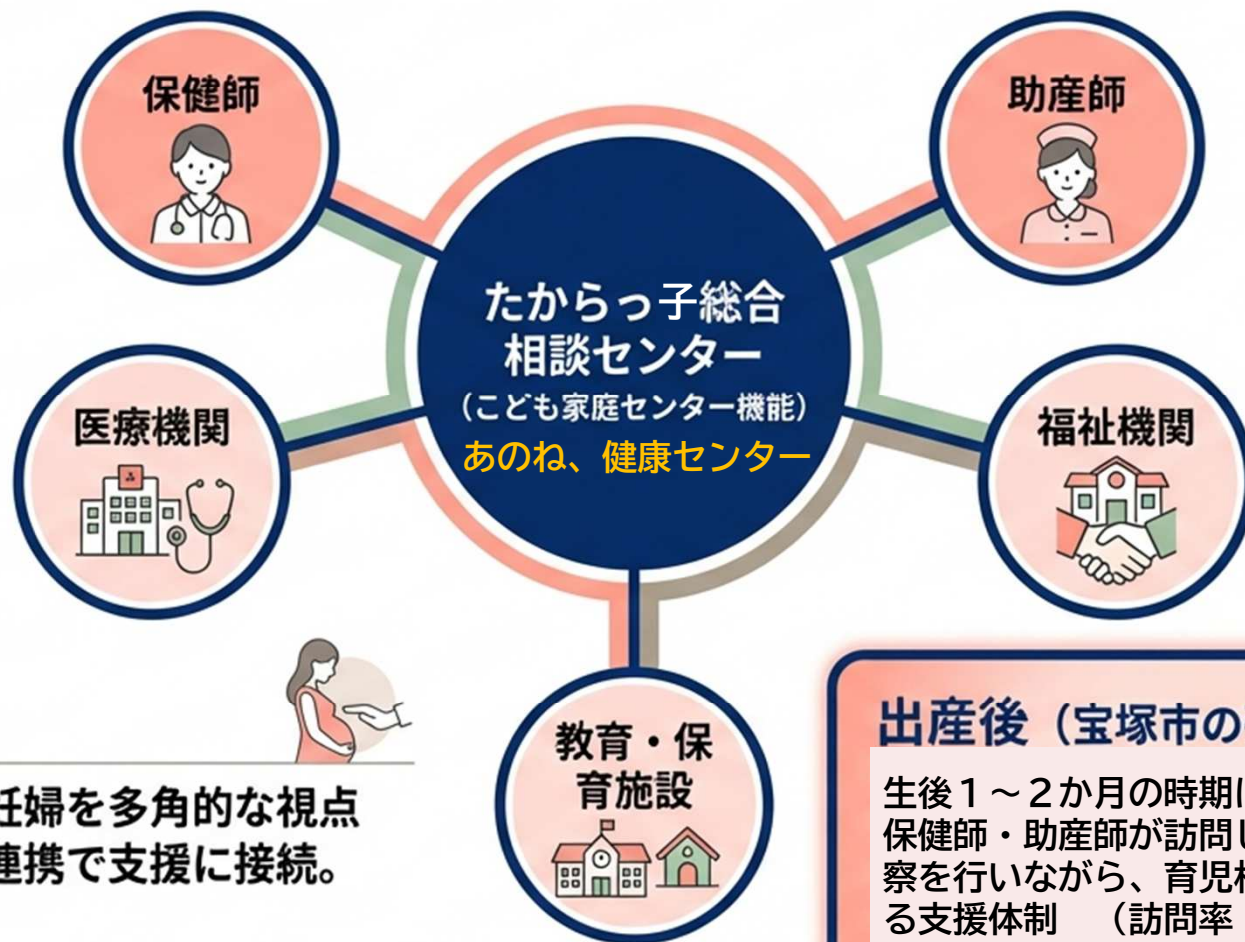 保健師
助産師
たからっ子総合
相談センター
（こども家庭センター機能）
あのね、健康センター
医療機関
福祉機関
教育・保
育施設
妊婦を多角的な視点
連携で支援に接続。
出産後（宝塚市の
生後１～２か月の時期に
保健師・助産師が訪問し
察を行いながら、育児相
る支援体制　（訪問率